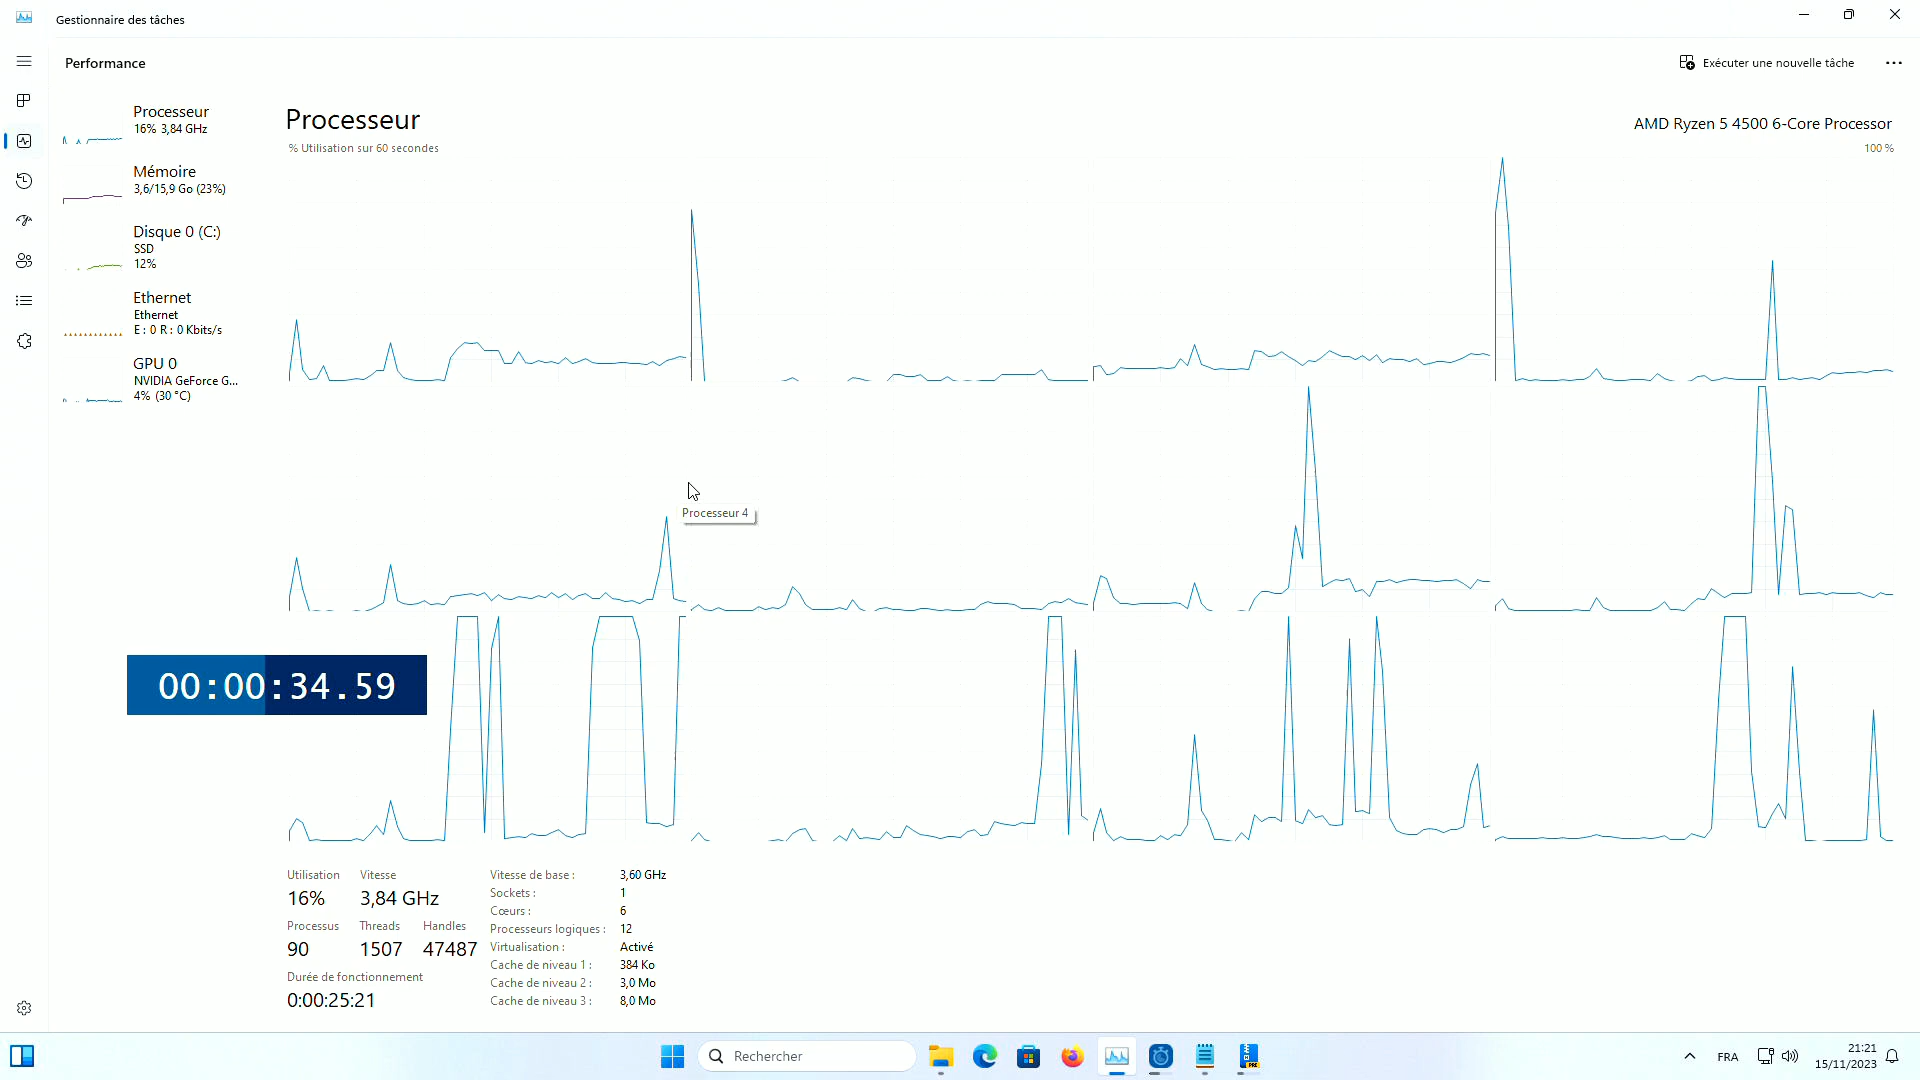 Gestionnaire des tâches
Performance
Exécuter une nouvelle tâche
Processeur
16% 3,84 GHz
Mémoire
3,6/15,9 Go (23%)
Disque 0 (C:)
SSD
12%
Ethernet
Ethernet
E : 0 R : 0 Kbits/s
GPU 0
NVIDIA GeForce G...
4% (30 °C)
Processeur
AMD Ryzen 5 4500 6-Core Processor
% Utilisation sur 60 secondes
100 %
Processeur 4
00:00:34.59
Utilisation
16%
Vitesse
3,84 GHz
Processus
90
Threads
1507
Handles
47487
Durée de fonctionnement
0:00:25:21
Vitesse de base : 3,60 GHz
Sockets : 1
Cœurs : 6
Processeurs logiques : 12
Virtualisation : Activé
Cache de niveau 1 : 384 Ko
Cache de niveau 2 : 3,0 Mo
Cache de niveau 3 : 8,0 Mo
Rechercher
PRE
FRA
21:21
15/11/2023